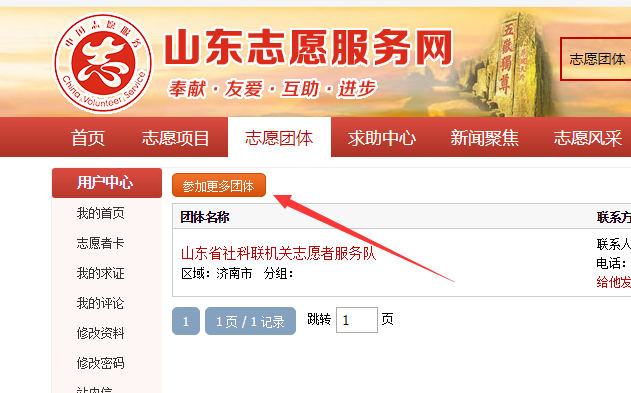 中国志愿服务
China Volunteer Service
山东志愿服务网
奉献·友爱·互助·进步
五嶽獨尊
志愿团体
首页 志愿项目 志愿团体 求助中心 新闻聚焦 志愿风采
用户中心
我的首页
志愿者卡
我的求证
我的评论
修改资料
修改密码
站内信
参加更多团体
团体名称 联系方
山东省社科联机关志愿者服务队 联系人
区域：济南市 分组： 电话：
给他发
1 1 页 / 1 记录 跳转 1 页